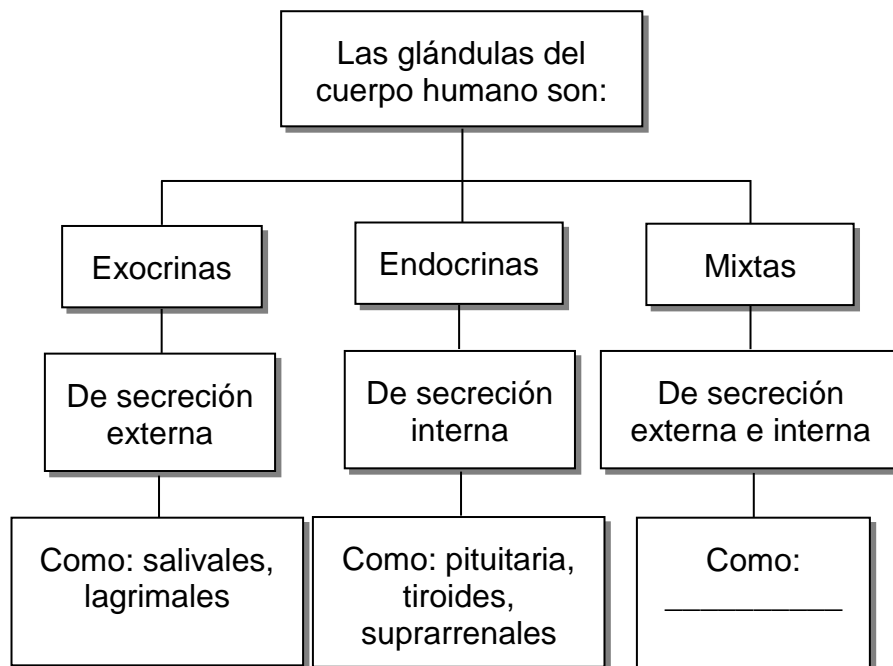 Las glándulas del
cuerpo humano son:
Exocrinas
Endocrinas
Mixtas
De secreción
externa
De secreción
interna
De secreción
externa e interna
Como: salivales,
lagrimales
Como: pituitaria,
tiroides,
suprarrenales
Como:
___________